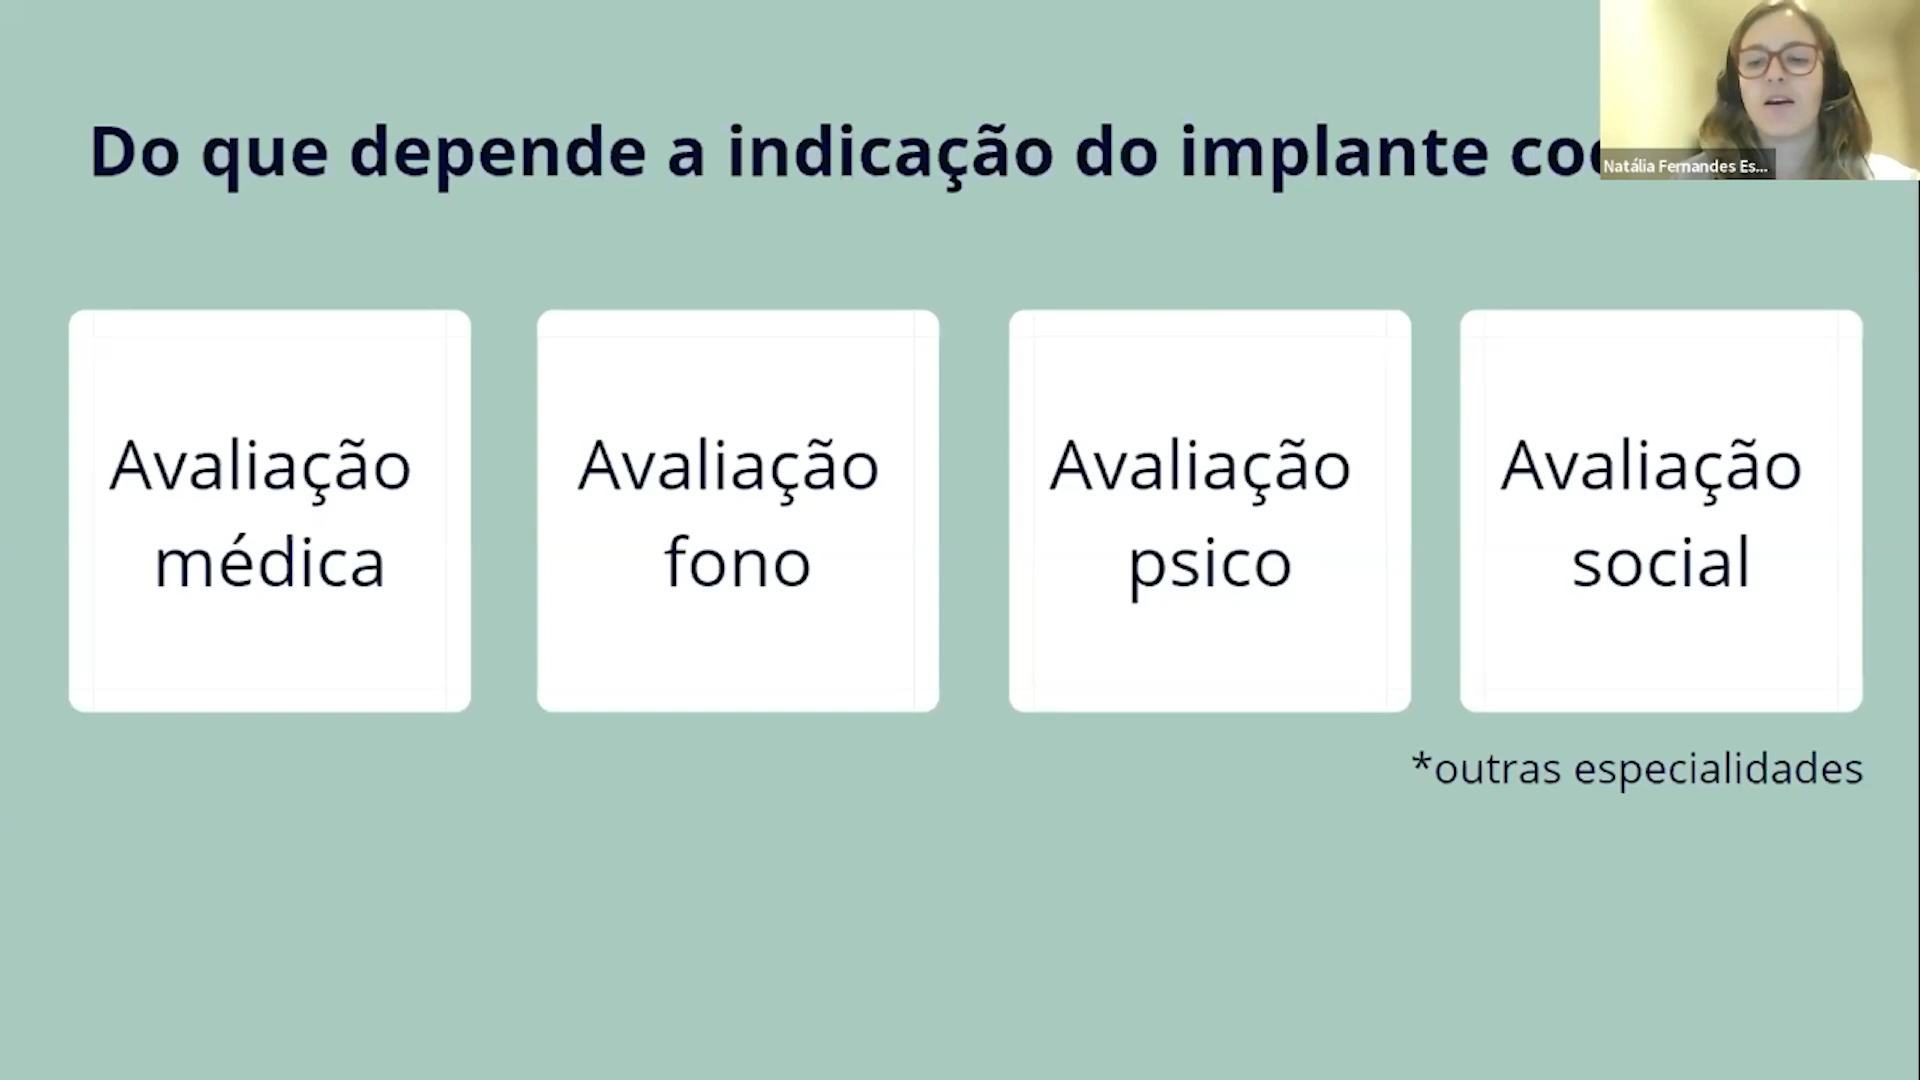 Do que depende a indicação do implante
Natália Fernandes Es...
Avaliação
médica
Avaliação
fono
Avaliação
psico
Avaliação
social
*outras especialidades